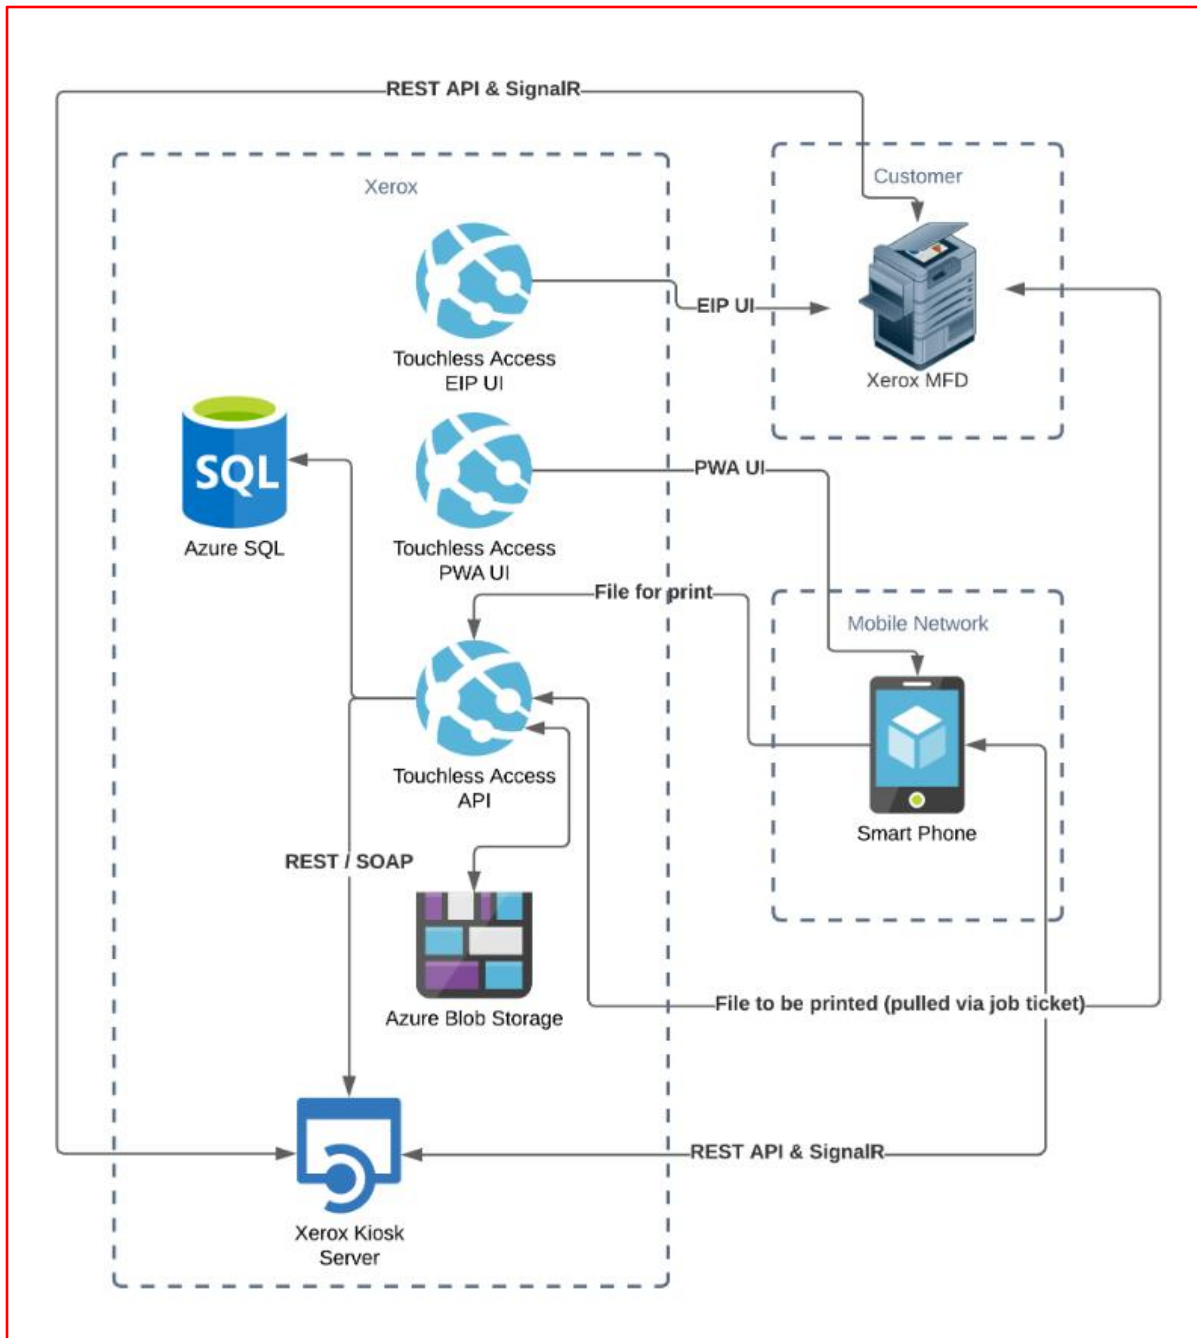 REST API & SignalR
Xerox
Customer
Touchless Access
EIP UI
EIP UI
Xerox MFD
SQL
Azure SQL
Touchless Access
PWA UI
PWA UI
File for print
Mobile Network
Touchless Access
API
Smart Phone
REST / SOAP
Azure Blob Storage
File to be printed (pulled via job ticket)
REST API & SignalR
Xerox Kiosk
Server